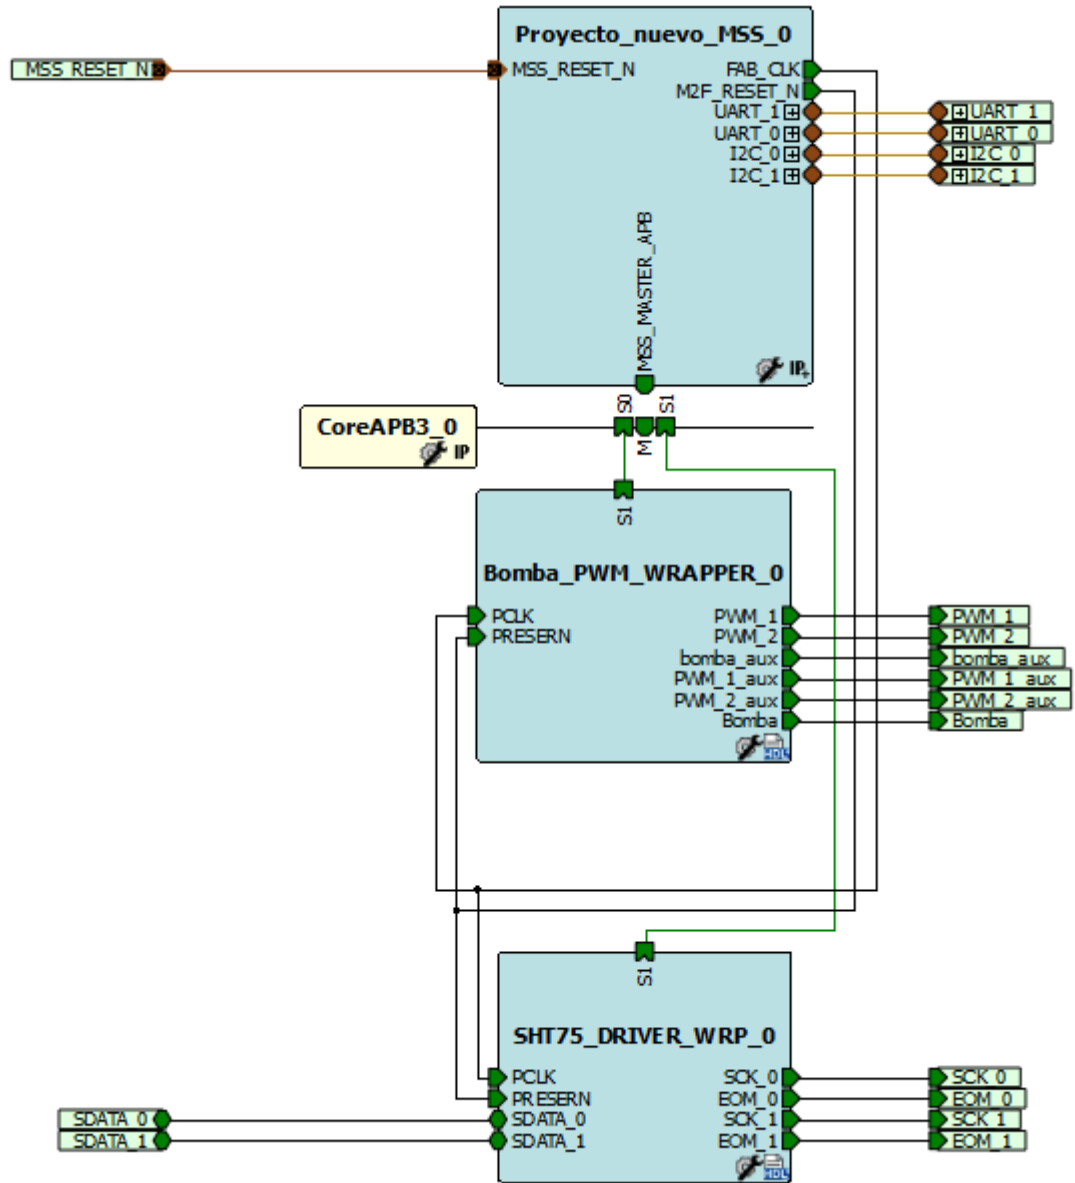 Proyecto_nuevo_MSS_0
MSS_RESET_N
MSS_RESET_N
FAB_CLK
M2F_RESET_N
UART_1
UART_1
UART_0
UART_0
I2C_0
I2C_0
I2C_1
I2C_1
MSS_MASTER_APB
IP+
S0
S1
CoreAPB3_0
IP
M
S1
Bomba_PWM_WRAPPER_0
PCLK
PWM_1
PWM_1
PRESERN
PWM_2
PWM_2
bomba_aux
bomba_aux
PWM_1_aux
PWM_1_aux
PWM_2_aux
PWM_2_aux
Bomba
Bomba
HDL
S1
SHT75_DRIVER_WRP_0
PCLK
SCK_0
SCK_0
PRESERN
EOM_0
EOM_0
SDATA_0
SDATA_0
SCK_1
SCK_1
SDATA_1
SDATA_1
EOM_1
EOM_1
HDL